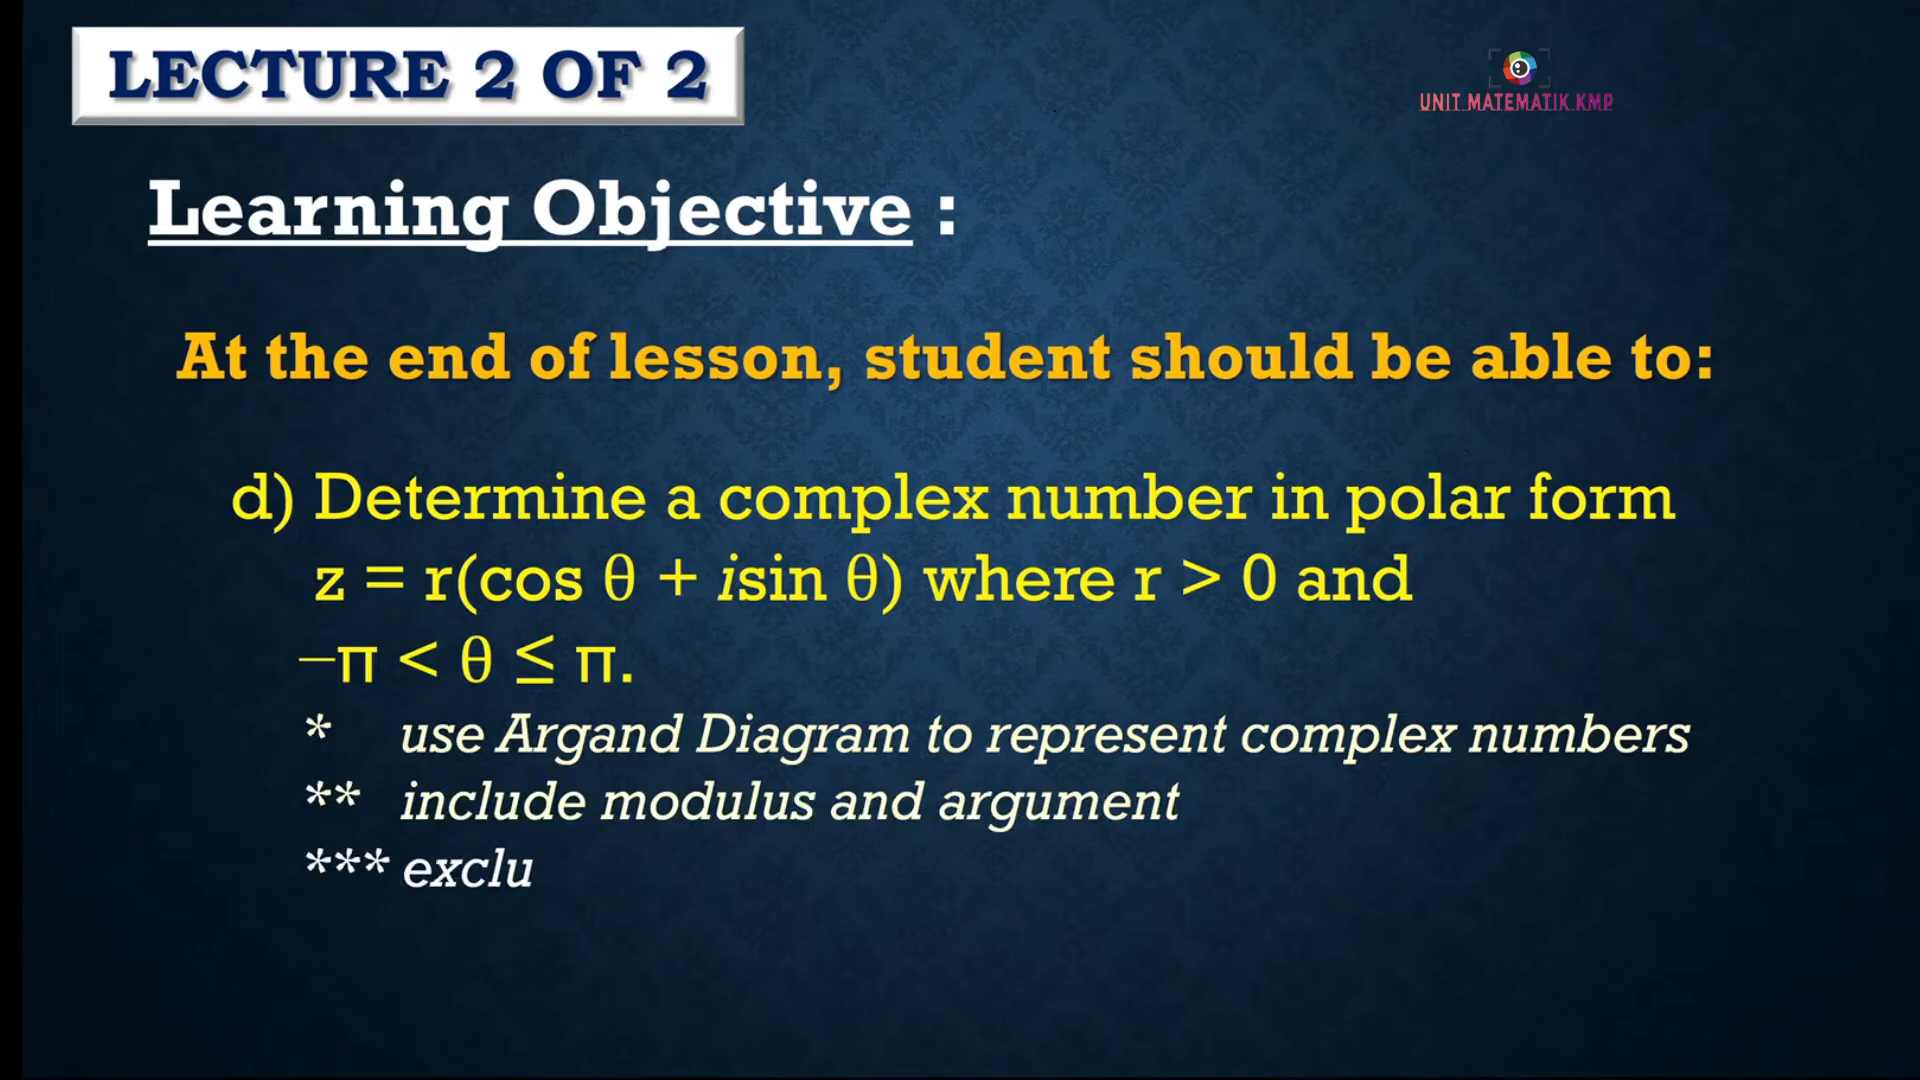 LECTURE 2 OF 2
UNIT.MATEMATIK.KMP
Learning Objective :
At the end of lesson, student should be able to:
d) Determine a complex number in polar form
z = r(cos θ + isin θ) where r > 0 and
−π < θ ≤ π.
* use Argand Diagram to represent complex numbers
** include modulus and argument
*** exclu